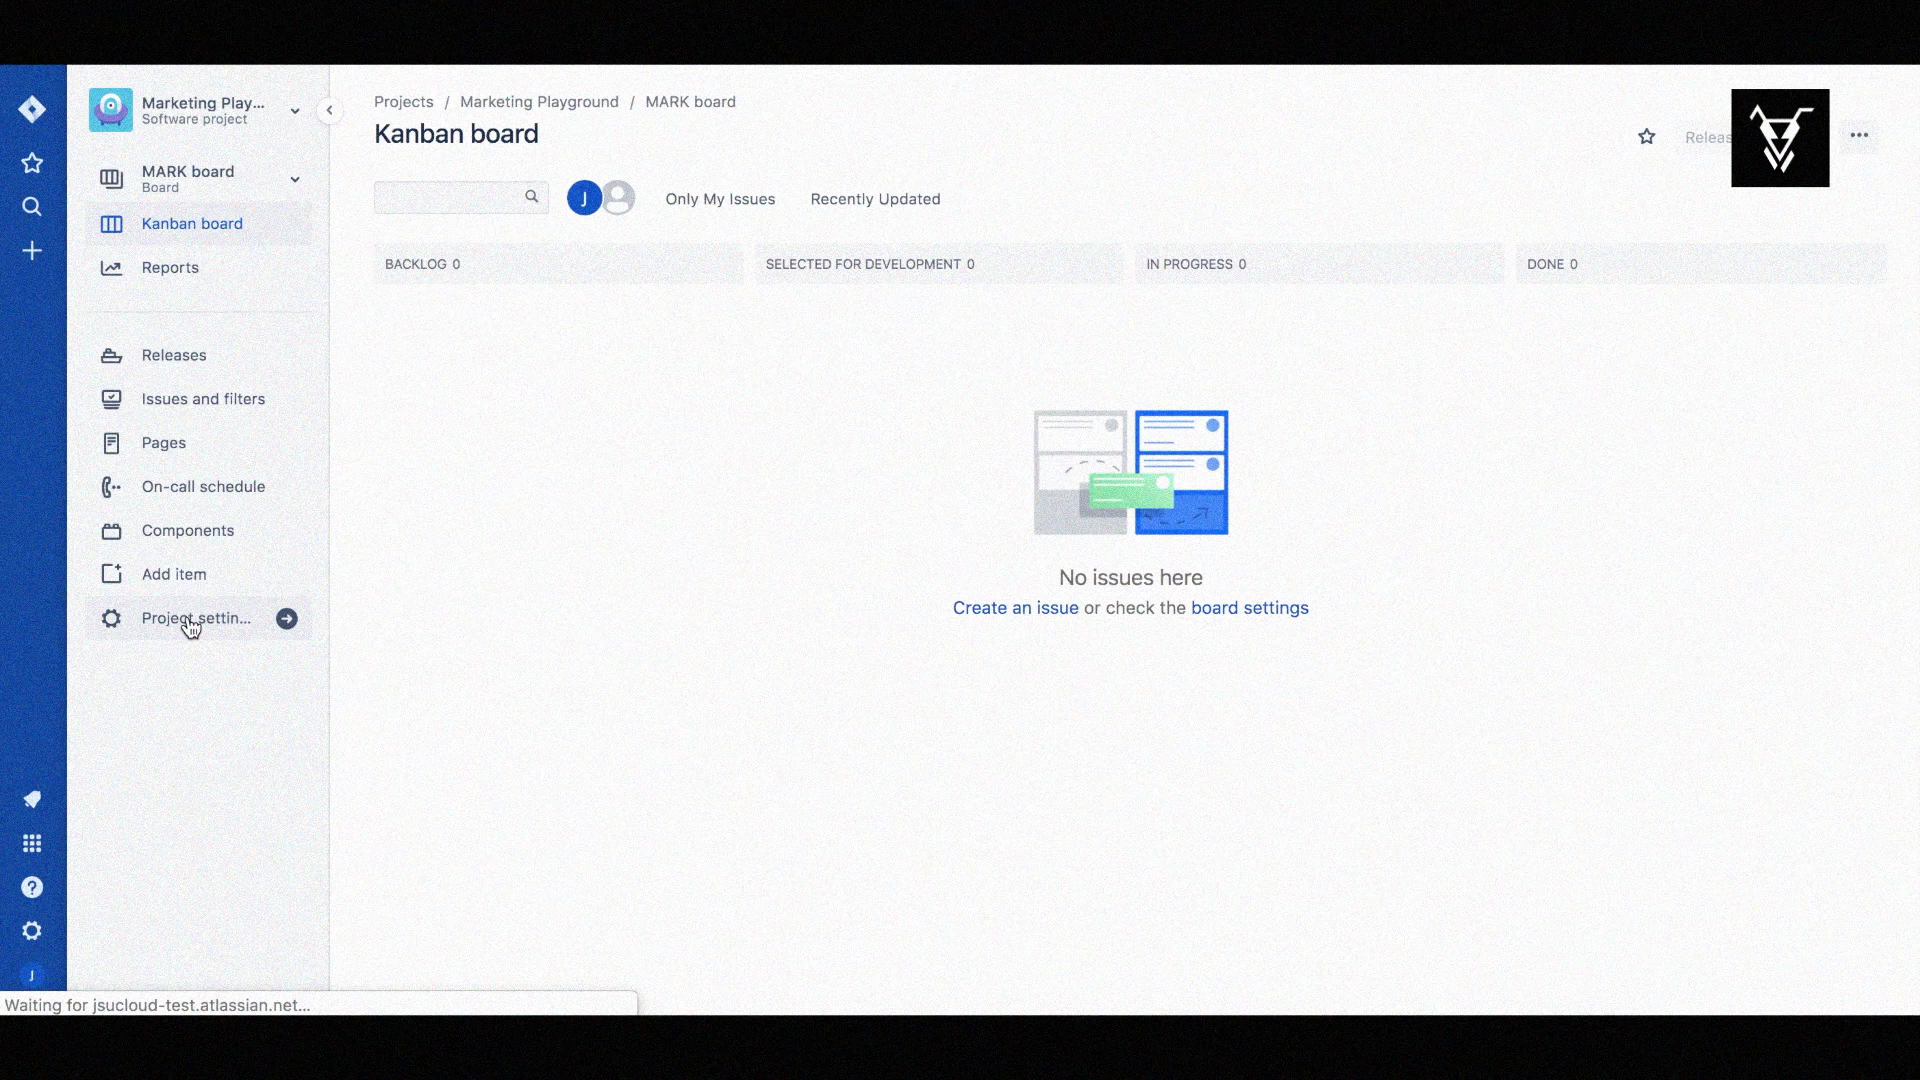 Marketing Play...
Software project
MARK board
Board
Kanban board
Reports
Releases
Issues and filters
Pages
On-call schedule
Components
Add item
Project settin...
J
Projects / Marketing Playground / MARK board
Kanban board
Releas
J
Only My Issues
Recently Updated
BACKLOG 0
SELECTED FOR DEVELOPMENT 0
IN PROGRESS 0
DONE 0
No issues here
Create an issue or check the board settings
Waiting for jsucloud-test.atlassian.net...